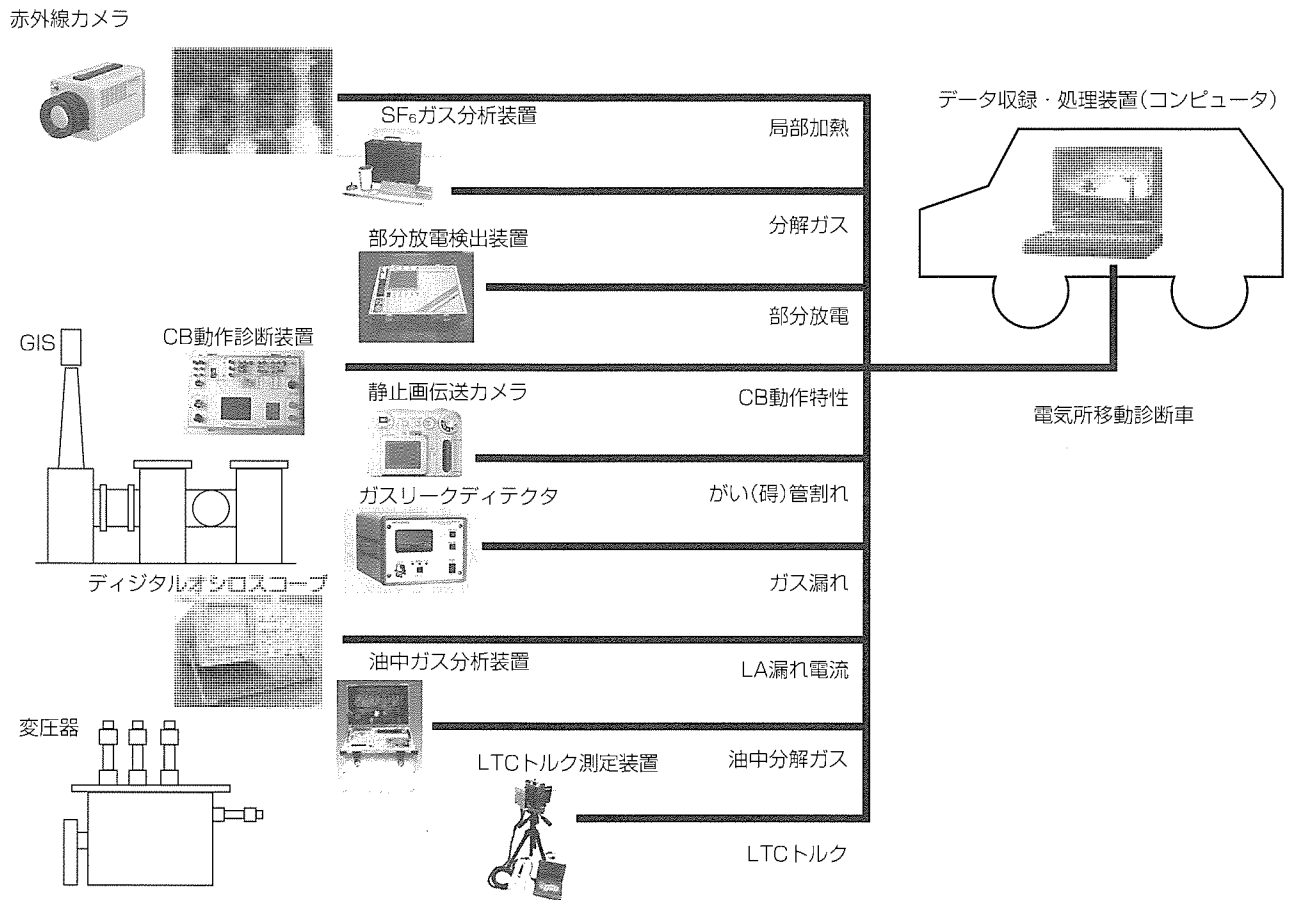 赤外線カメラ
データ収録・処理装置(コンピュータ)
SF₆ガス分析装置
局部加熱
分解ガス
部分放電検出装置
部分放電
GIS
CB動作診断装置
静止画伝送カメラ
CB動作特性
電気所移動診断車
ガスリークディテクタ
がい(碍)管割れ
ガス漏れ
ディジタルオシロスコープ
油中ガス分析装置
LA漏れ電流
変圧器
LTCトルク測定装置
油中分解ガス
LTCトルク